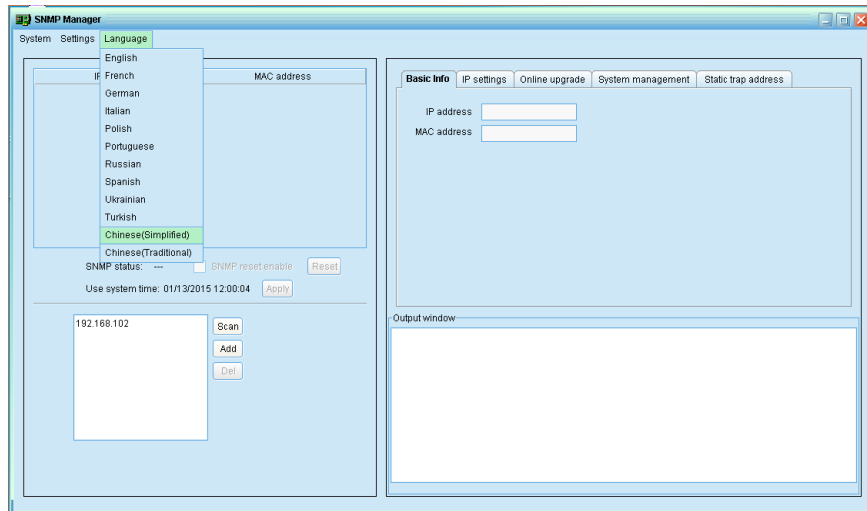 SNMP Manager
System Settings Language
English
French
German
Italian
Polish
Portuguese
Russian
Spanish
Ukrainian
Turkish
Chinese(Simplified)
Chinese(Traditional)
MAC address
SNMP status: --- SNMP reset enable Reset
Use system time: 01/13/2015 12:00:04 Apply
192.168.102
Scan
Add
Del
Basic Info IP settings Online upgrade System management Static trap address
IP address
MAC address
Output window